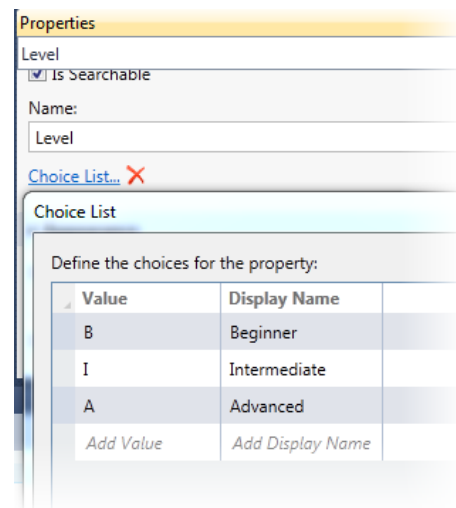 Properties
Level
Is Searchable
Name:
Level
Choice List...
Choice List
Define the choices for the property:
Value Display Name
B Beginner
I Intermediate
A Advanced
Add Value Add Display Name